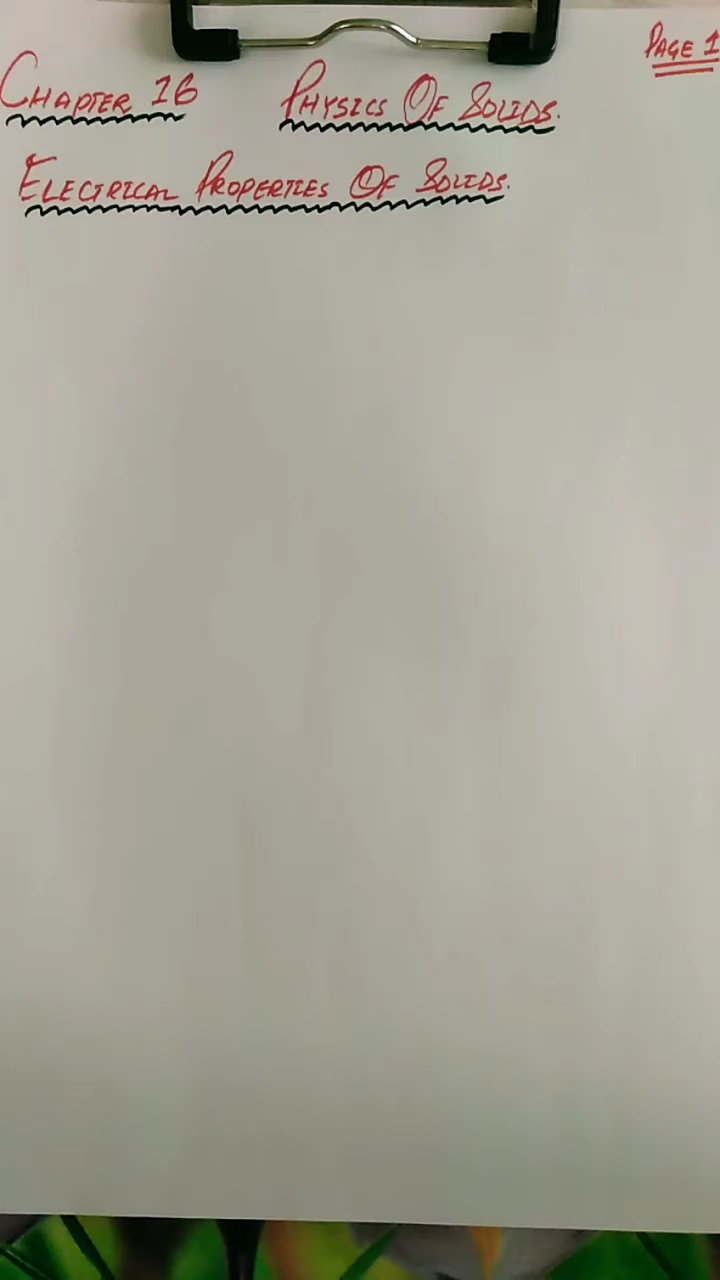 PAGE 1
CHAPTER 16 PHYSICS OF SOLIDS.
ELECTRICAL PROPERTIES OF SOLIDS.